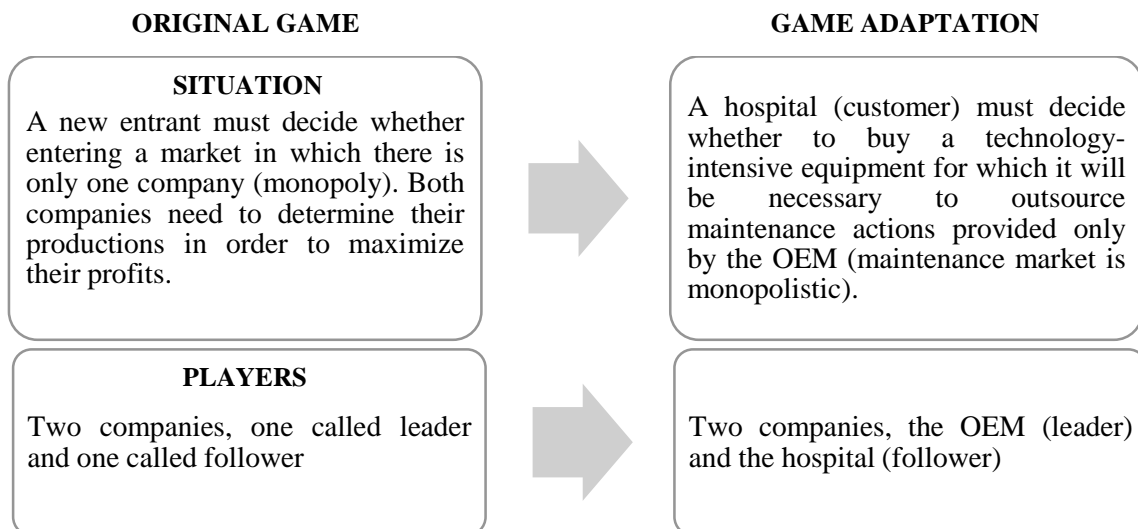 ORIGINAL GAME
GAME ADAPTATION
SITUATION
A new entrant must decide whether
entering a market in which there is
only one company (monopoly). Both
companies need to determine their
productions in order to maximize
their profits.
A hospital (customer) must decide
whether to buy a technology-
intensive equipment for which it will
be necessary to outsource
maintenance actions provided only
by the OEM (maintenance market is
monopolistic).
PLAYERS
Two companies, one called leader
and one called follower
Two companies, the OEM (leader)
and the hospital (follower)